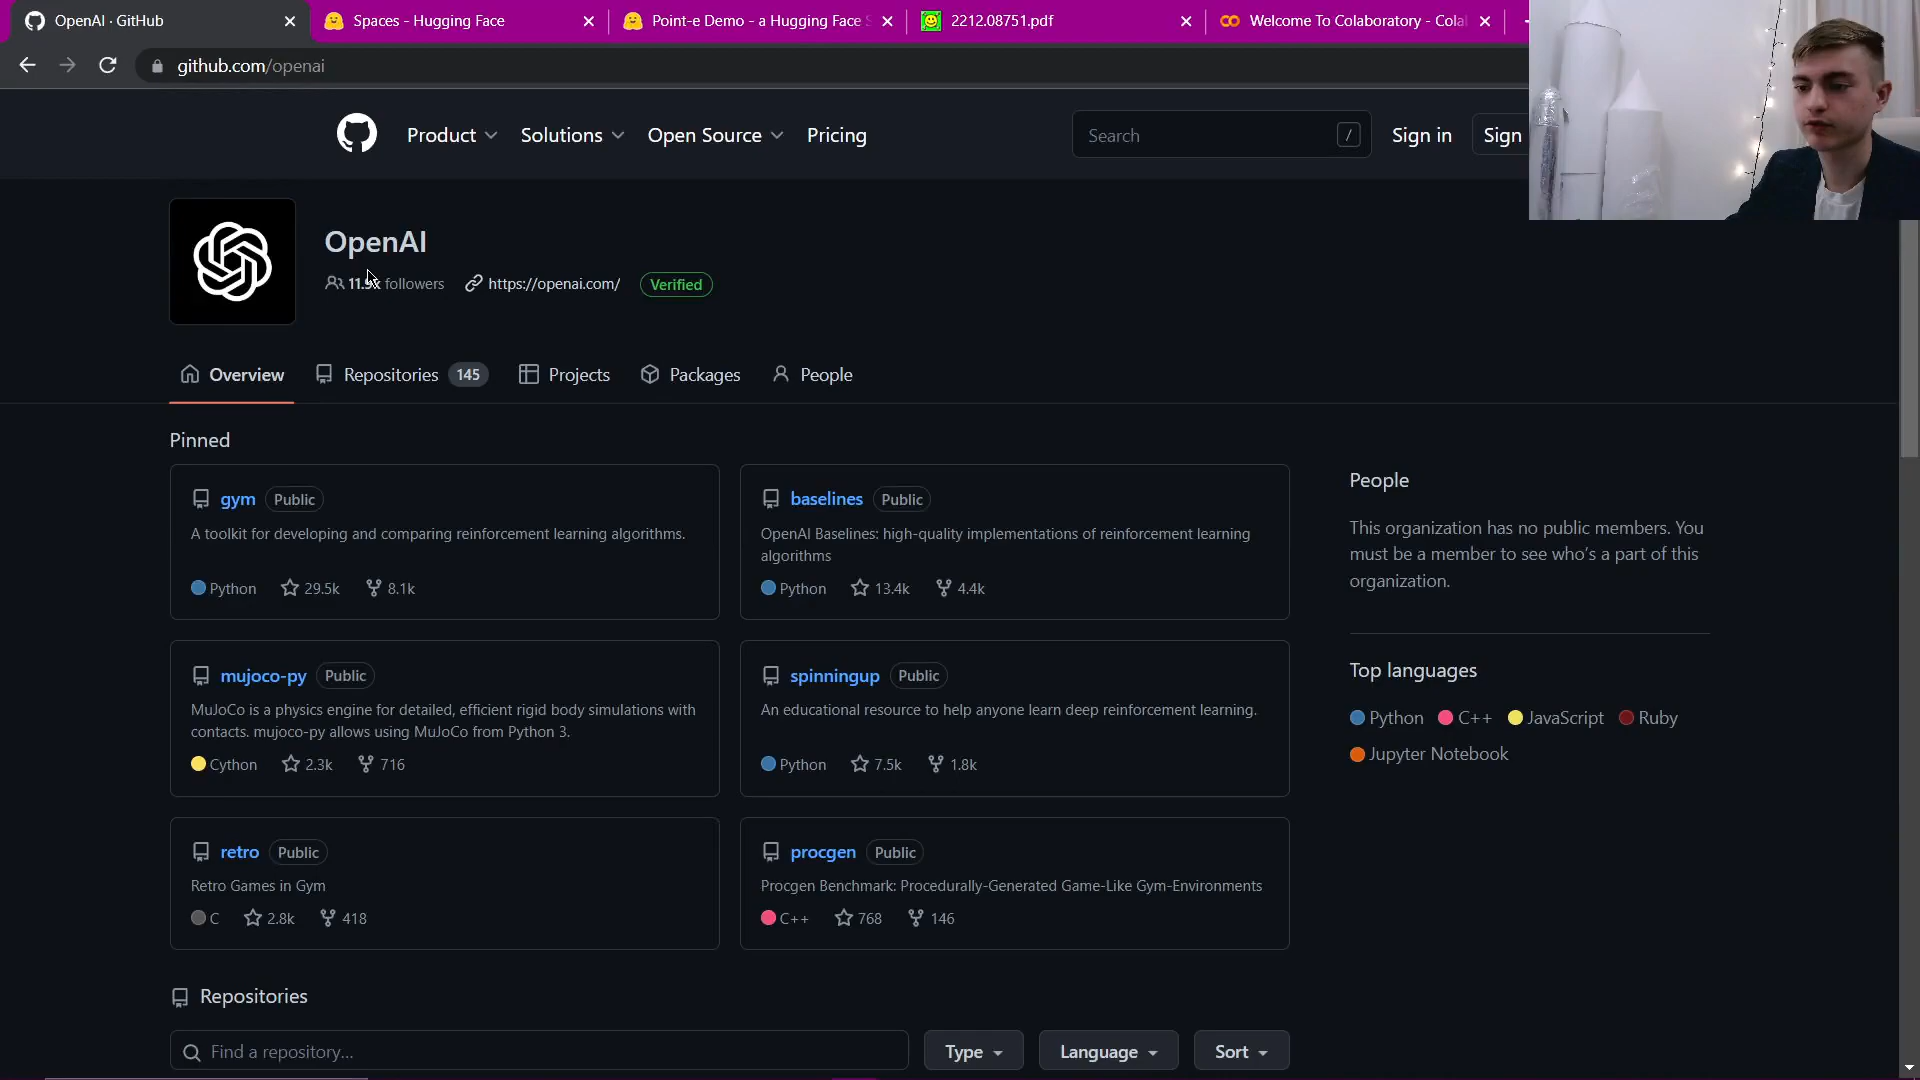 OpenAI · GitHub
Spaces - Hugging Face
Point-e Demo - a Hugging Face S
2212.08751.pdf
Welcome To Colaboratory - Cola
github.com/openai
Product
Solutions
Open Source
Pricing
Search
/
Sign in
Sign
OpenAI
followers
https://openai.com/
Verified
Overview
Repositories 145
Projects
Packages
People
Pinned
gym Public
A toolkit for developing and comparing reinforcement learning algorithms.
Python 29.5k 8.1k
baselines Public
OpenAI Baselines: high-quality implementations of reinforcement learning
algorithms
Python 13.4k 4.4k
mujoco-py Public
MuJoCo is a physics engine for detailed, efficient rigid body simulations with
contacts. mujoco-py allows using MuJoCo from Python 3.
Cython 2.3k 716
spinningup Public
An educational resource to help anyone learn deep reinforcement learning.
Python 7.5k 1.8k
retro Public
Retro Games in Gym
C 2.8k 418
procgen Public
Procgen Benchmark: Procedurally-Generated Game-Like Gym-Environments
C++ 768 146
People
This organization has no public members. You
must be a member to see who's a part of this
organization.
Top languages
Python C++ JavaScript Ruby
Jupyter Notebook
Repositories
Find a repository...
Type
Language
Sort